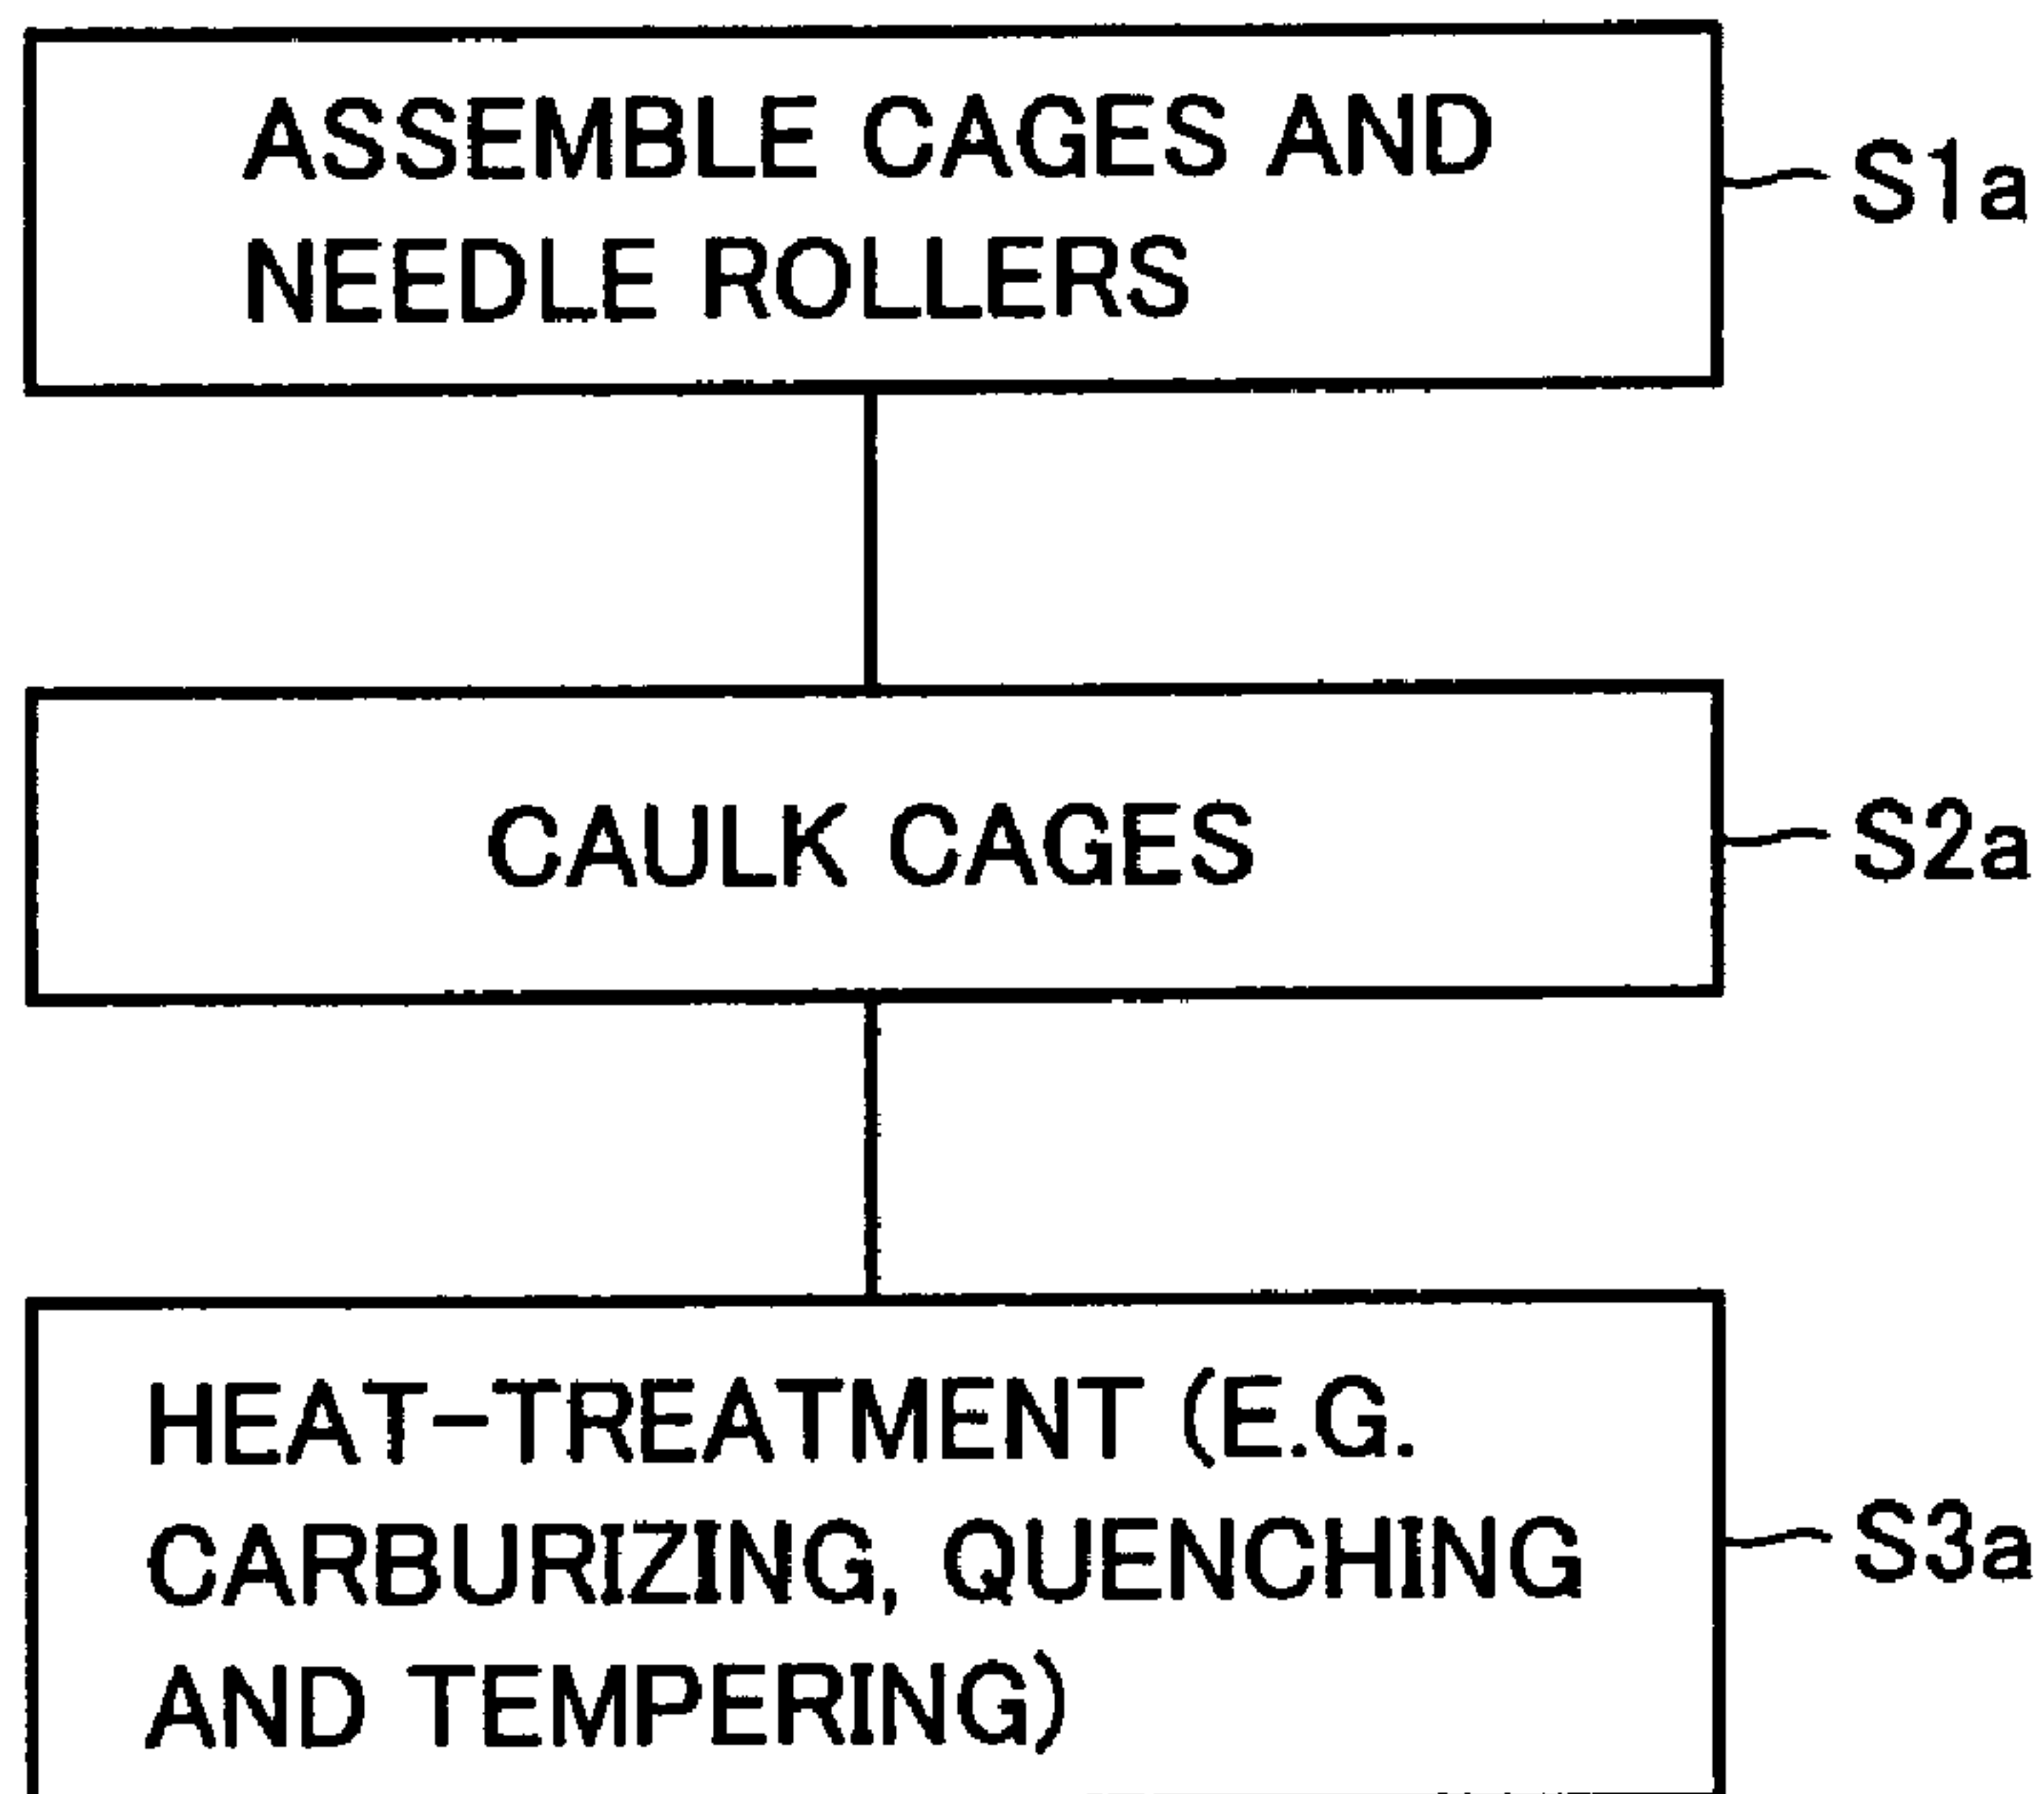 ASSEMBLE CAGES AND
NEEDLE ROLLERS
S1a
CAULK CAGES
S2a
HEAT-TREATMENT (E.G.
CARBURIZING, QUENCHING
AND TEMPERING)
S3a